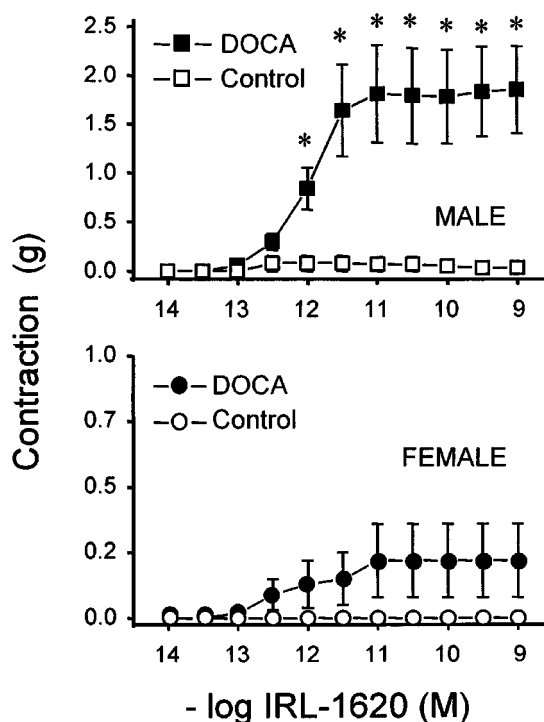 2.5
2.0
1.5
1.0
0.5
0.0
DOCA
Control
* * * * * * * *
MALE
14 13 12 11 10 9
Contraction (g)
1.0
0.7
0.5
0.2
0.0
DOCA
Control
FEMALE
14 13 12 11 10 9
- log IRL-1620 (M)